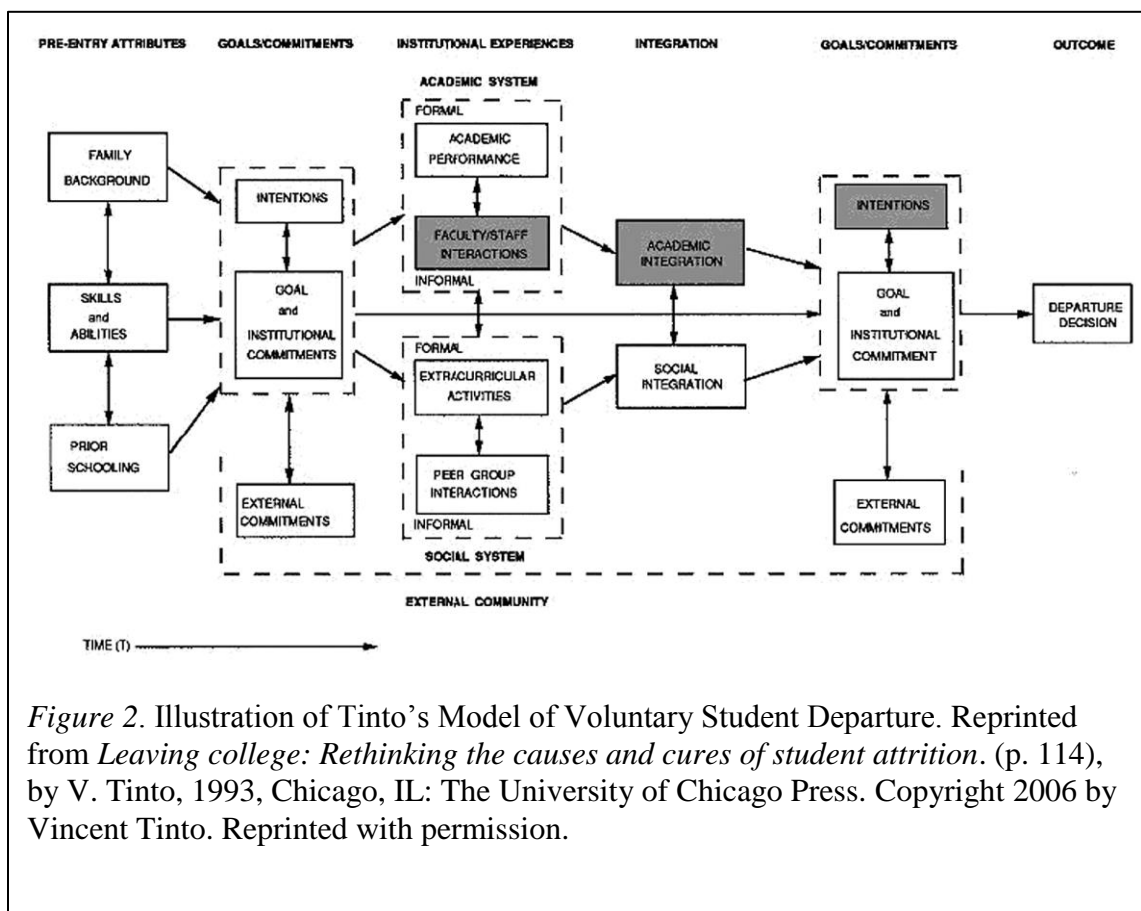 PRE-ENTRY ATTRIBUTES
GOALS/COMMITMENTS
INSTITUTIONAL EXPERIENCES
INTEGRATION
GOALS/COMMITMENTS
OUTCOME
ACADEMIC SYSTEM
FORMAL
ACADEMIC
PERFORMANCE
FAMILY
BACKGROUND
INTENTIONS
FACULTY/STAFF
INTERACTIONS
INFORMAL
ACADEMIC
INTEGRATION
INTENTIONS
SKILLS
and
ABILITIES
GOAL
and
INSTITUTIONAL
COMMITMENTS
GOAL
and
INSTITUTIONAL
COMMITMENT
DEPARTURE
DECISION
FORMAL
EXTRACURRICULAR
ACTIVITIES
SOCIAL
INTEGRATION
PRIOR
SCHOOLING
PEER GROUP
INTERACTIONS
INFORMAL
EXTERNAL
COMMITMENTS
EXTERNAL
COMMITMENTS
SOCIAL SYSTEM
EXTERNAL COMMUNITY
TIME (T)
Figure 2. Illustration of Tinto’s Model of Voluntary Student Departure. Reprinted
from Leaving college: Rethinking the causes and cures of student attrition. (p. 114),
by V. Tinto, 1993, Chicago, IL: The University of Chicago Press. Copyright 2006 by
Vincent Tinto. Reprinted with permission.